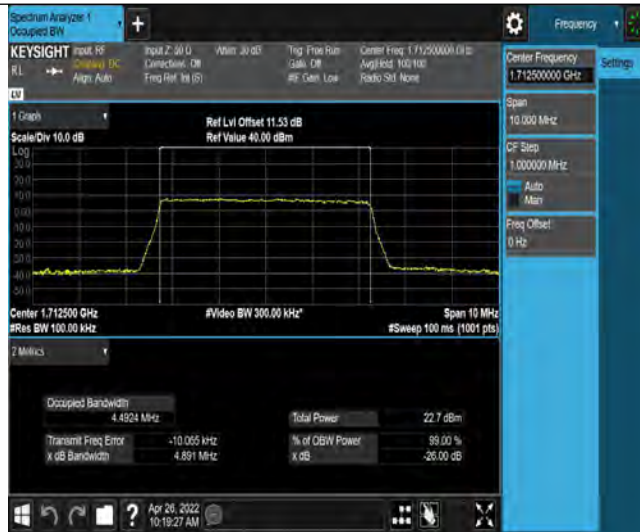 Spectrum Analyzer 1
Occupied BW
+
Frequency
KEYSIGHT
Input: RF
Coupling: DC
Align: Auto
Input Z: 50 Ω
Corrections: Off
Freq Ref: Int (S)
Atten: 30 dB
Trig: Free Run
Gate: Off
#IF Gain: Low
Center Freq: 1.712500000 GHz
Avg|Hold: 100/100
Radio Std: None
LV
Center Frequency
1.712500000 GHz
Settings
Span
10.000 MHz
CF Step
1.000000 MHz
Auto
Man
Freq Offset
0 Hz
1 Graph
Scale/Div 10.0 dB
Ref Lvl Offset 11.53 dB
Ref Value 40.00 dBm
Log
Center 1.712500 GHz
#Res BW 100.00 kHz
#Video BW 300.00 kHz*
Span 10 MHz
#Sweep 100 ms (1001 pts)
2 Metrics
Occupied Bandwidth
4.4924 MHz
Total Power
22.7 dBm
Transmit Freq Error
-10.065 kHz
% of OBW Power
99.00 %
x dB Bandwidth
4.891 MHz
x dB
-26.00 dB
?
Apr 26, 2022
10:19:27 AM